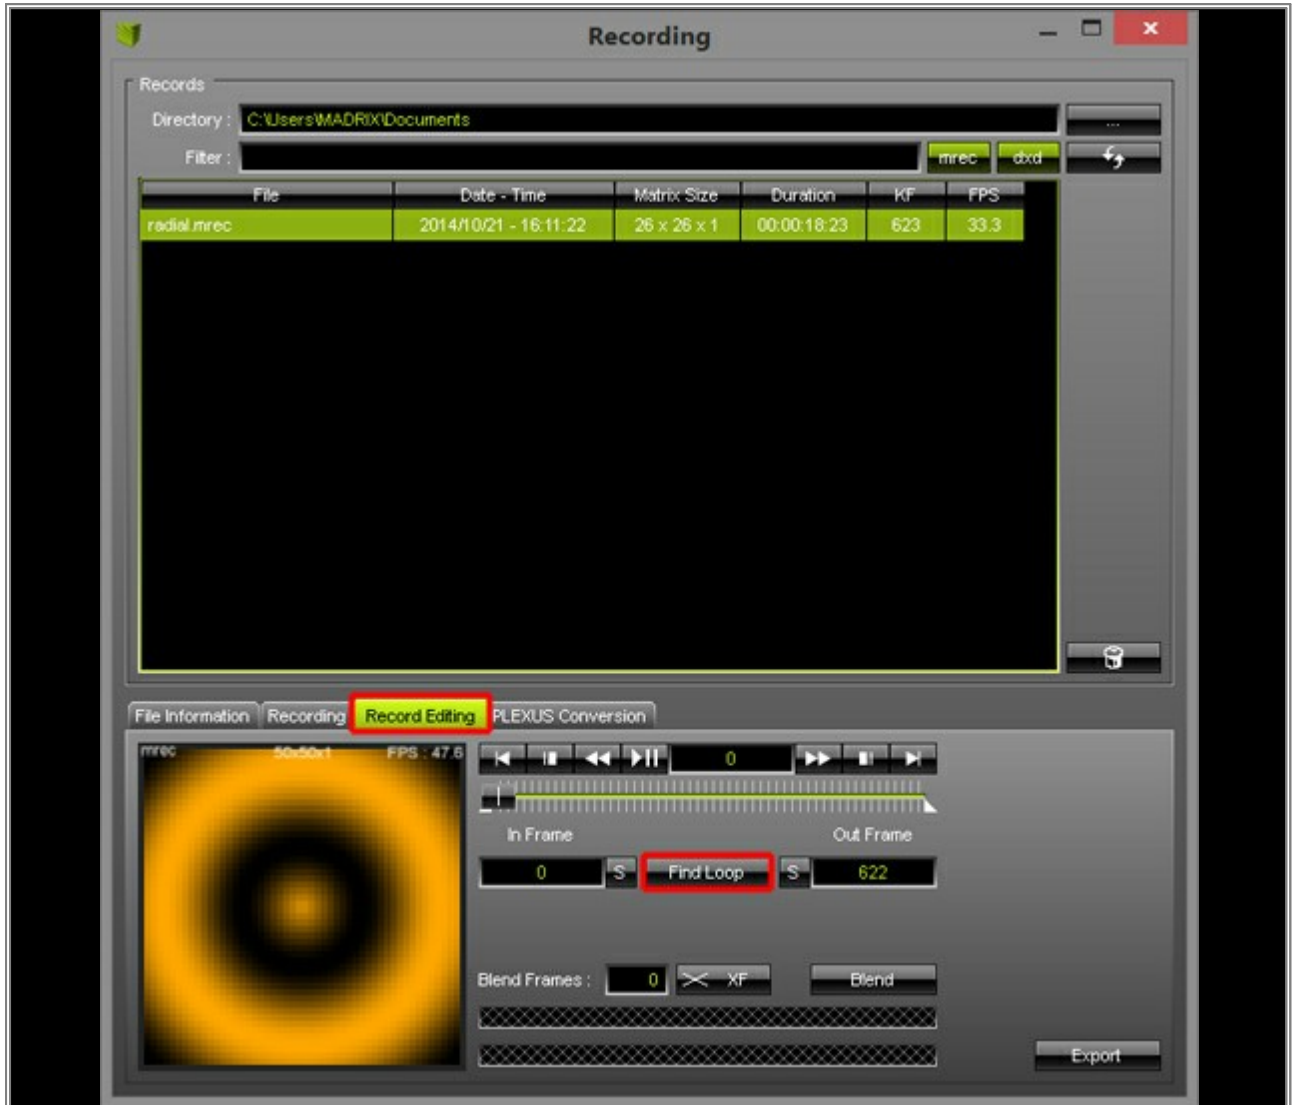 Recording
Records
Directory : C:\Users\MADRIX\Documents ...
Filter : mrec dxd
File Date - Time Matrix Size Duration KF FPS
radial.mrec 2014/10/21 - 16:11:22 26 x 26 x 1 00:00:18:23 623 33.3
File Information Recording Record Editing PLEXUS Conversion
mrec 50x50x1 FPS : 47.6
0
In Frame Out Frame
0 S Find Loop S 622
Blend Frames : 0 XF Blend
Export